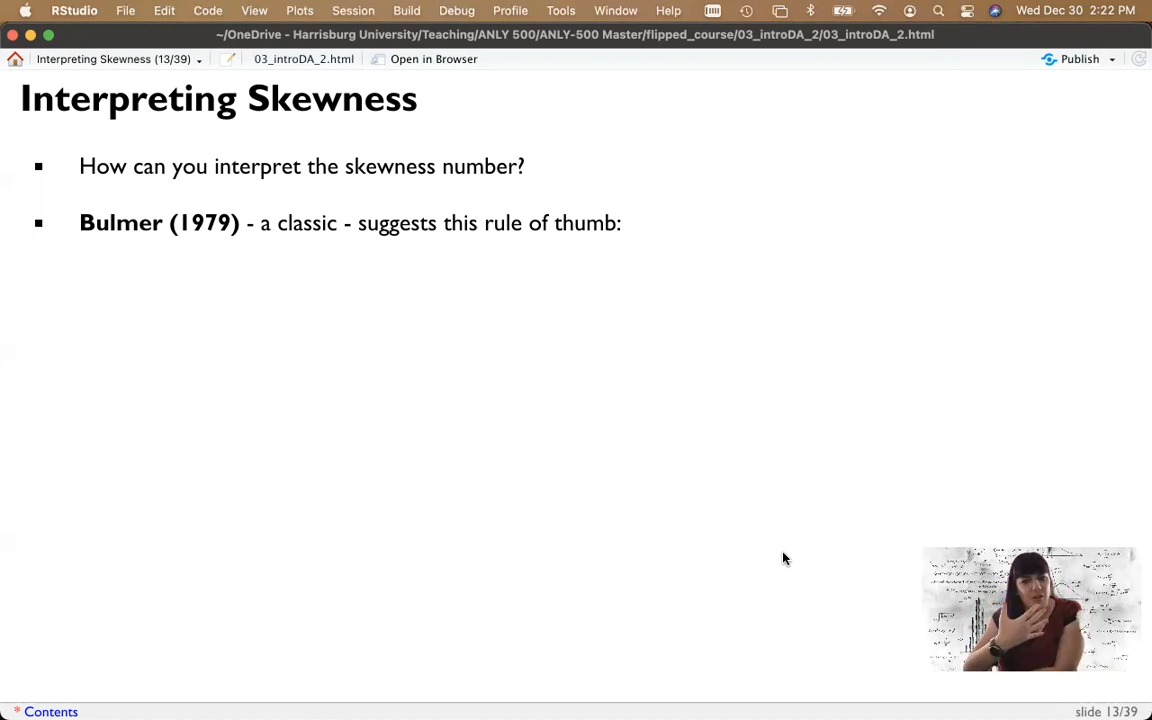 RStudio File Edit Code View Plots Session Build Debug Profile Tools Window Help Wed Dec 30 2:22 PM
~/OneDrive - Harrisburg University/Teaching/ANLY 500/ANLY-500 Master/flipped_course/03_introDA_2/03_introDA_2.html
Interpreting Skewness (13/39) 03_introDA_2.html Open in Browser Publish
Interpreting Skewness
▪ How can you interpret the skewness number?
▪ Bulmer (1979) - a classic - suggests this rule of thumb:
* Contents slide 13/39